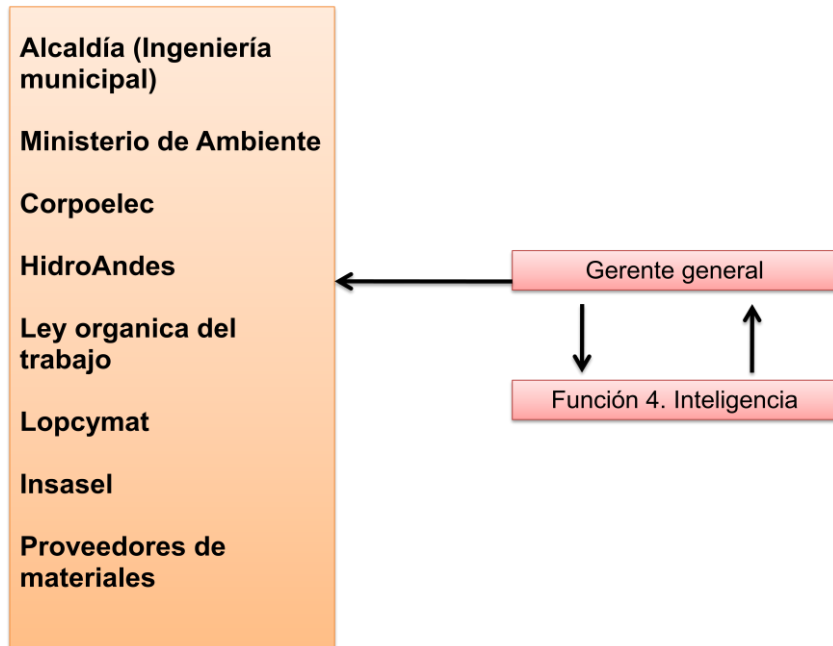 Alcaldía (Ingeniería
municipal)
Ministerio de Ambiente
Corpoelec
HidroAndes
Ley organica del
trabajo
Lopcymat
Insasel
Proveedores de
materiales
Gerente general
Función 4. Inteligencia